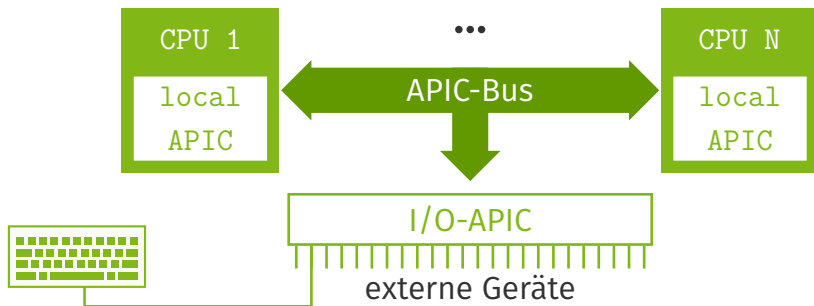 CPU 1
...
CPU N
local
APIC
APIC-Bus
local
APIC
I/O-APIC
externe Geräte